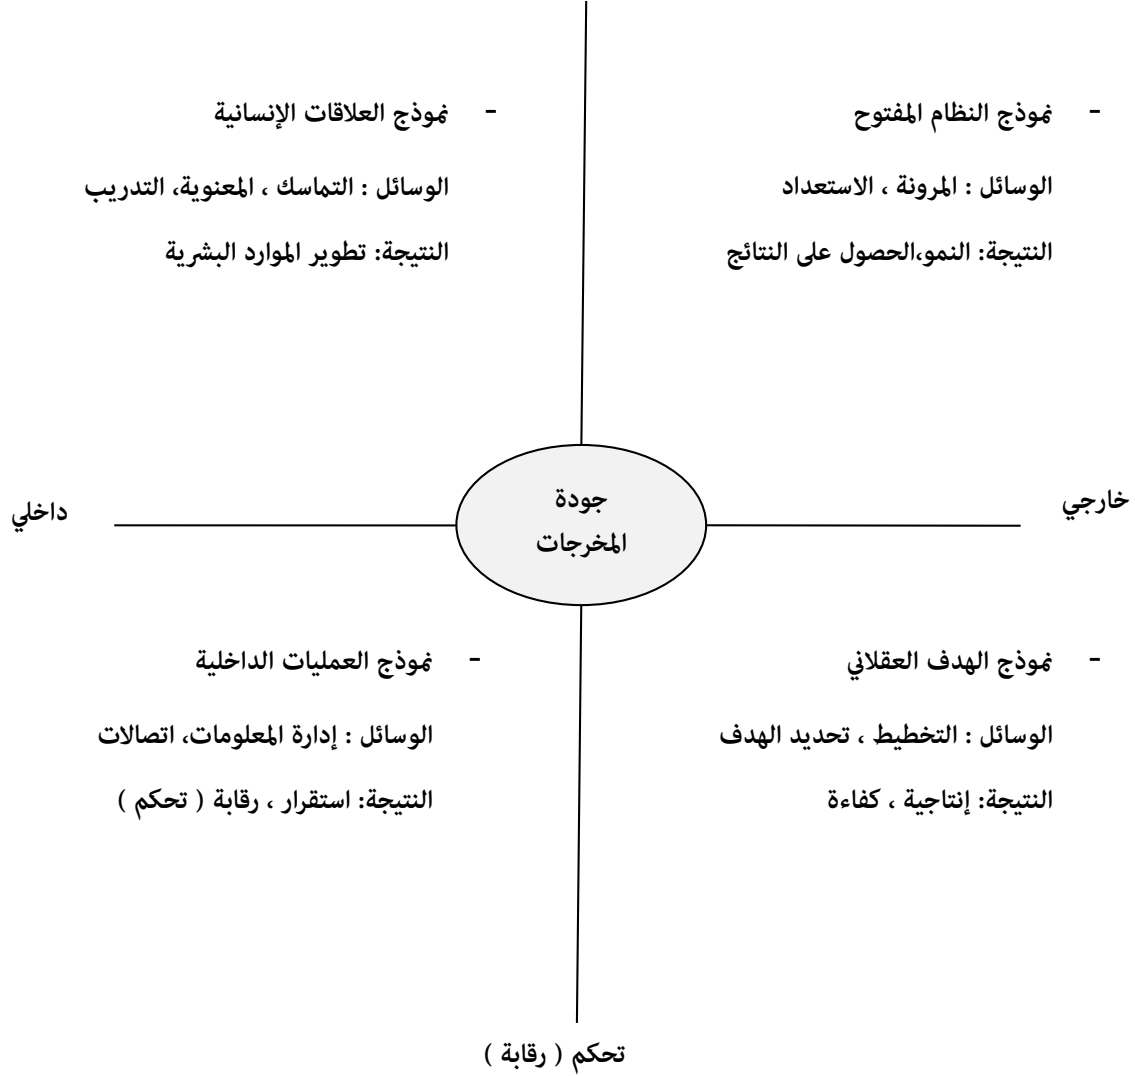 نموذج النظام المفتوح -
الوسائل : المرونة ، الاستعداد
النتيجة: النمو،الحصول على النتائج
نموذج العلاقات الإنسانية -
الوسائل : التماسك ، المعنوية، التدريب
النتيجة: تطوير الموارد البشرية
خارجي
جودة
المخرجات
داخلي
نموذج الهدف العقلاني -
الوسائل : التخطيط ، تحديد الهدف
النتيجة: إنتاجية ، كفاءة
نموذج العمليات الداخلية -
الوسائل : إدارة المعلومات، اتصالات
النتيجة: استقرار ، رقابة ( تحكم )
تحكم ( رقابة )